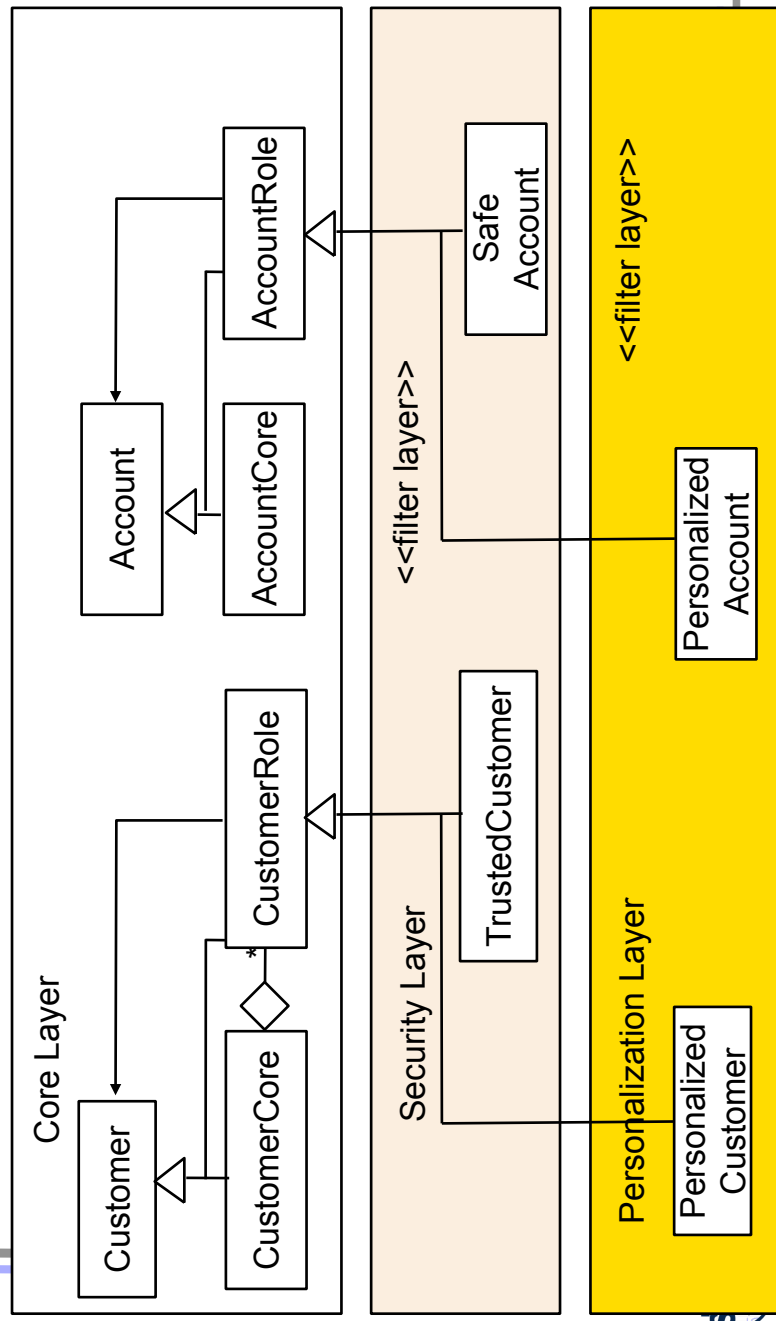 Core Layer
Customer
CustomerCore
*
CustomerRole
Account
AccountCore
AccountRole
Security Layer
<<filter layer>>
TrustedCustomer
Safe
Account
Personalization Layer
<<filter layer>>
Personalized
Customer
Personalized
Account